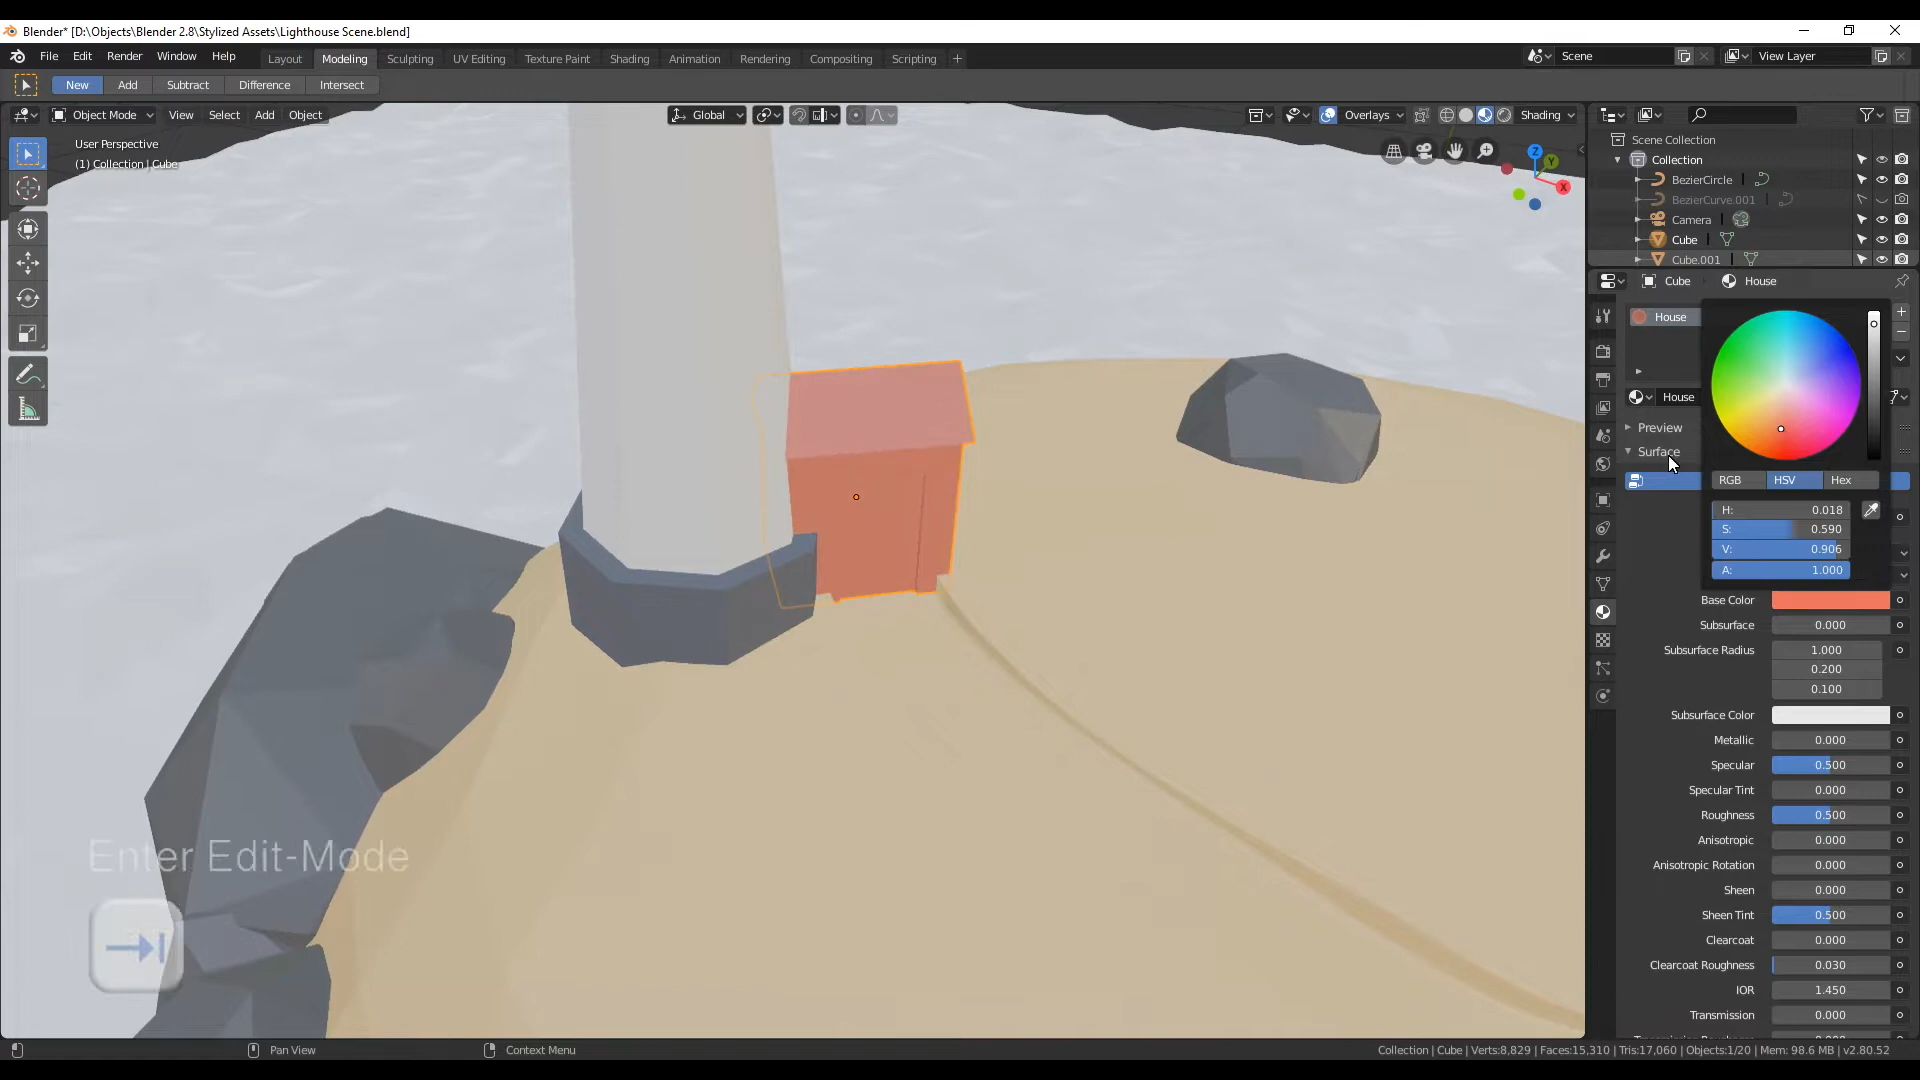 Blender* [D:\Objects\Blender 2.8\Stylized Assets\Lighthouse Scene.blend]
File Edit Render Window Help Layout Modeling Sculpting UV Editing Texture Paint Shading Animation Rendering Compositing Scripting + Scene View Layer
New Add Subtract Difference Intersect
Object Mode View Select Add Object Global Overlays Shading
User Perspective
(1) Collection | Cube
Z
Y
X
Scene Collection
Collection
BezierCircle
BezierCurve.001
Camera
Cube
Cube.001
Cube House
House
House
Preview
Surface
RGB HSV Hex
H: 0.018
S: 0.590
V: 0.906
A: 1.000
Base Color
Subsurface 0.000
Subsurface Radius 1.000
0.200
0.100
Subsurface Color
Metallic 0.000
Specular 0.500
Specular Tint 0.000
Roughness 0.500
Anisotropic 0.000
Anisotropic Rotation 0.000
Sheen 0.000
Sheen Tint 0.500
Clearcoat 0.000
Clearcoat Roughness 0.030
IOR 1.450
Transmission 0.000
Enter Edit-Mode
Pan View Context Menu Collection | Cube | Verts:8,829 | Faces:15,310 | Tris:17,060 | Objects:1/20 | Mem: 98.6 MB | v2.80.52